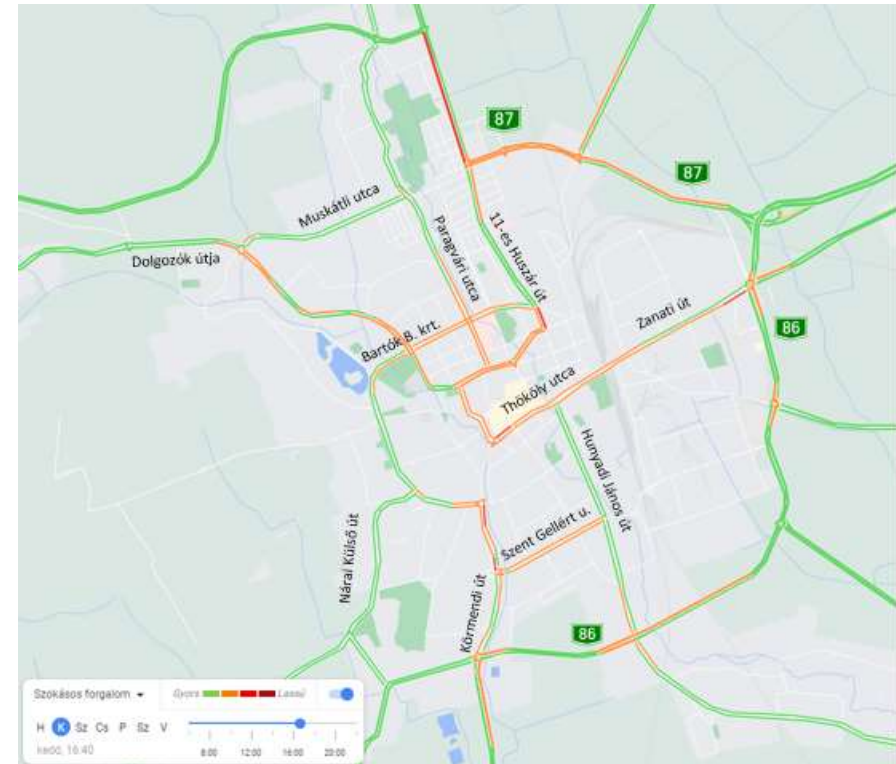 87
87
Muskátli utca
Dolgozók útja
Paragvári utca
11-es Huszár út
Zanati út
86
Bartók B. krt.
Thököly utca
Hunyadi János út
Szent Gellért u.
Nárai Külső út
Körmendi út
86
Szokásos forgalom
Gyors Lassú
H K Sz Cs P Sz V
8:00 12:00 16:00 20:00
kedd, 16:40